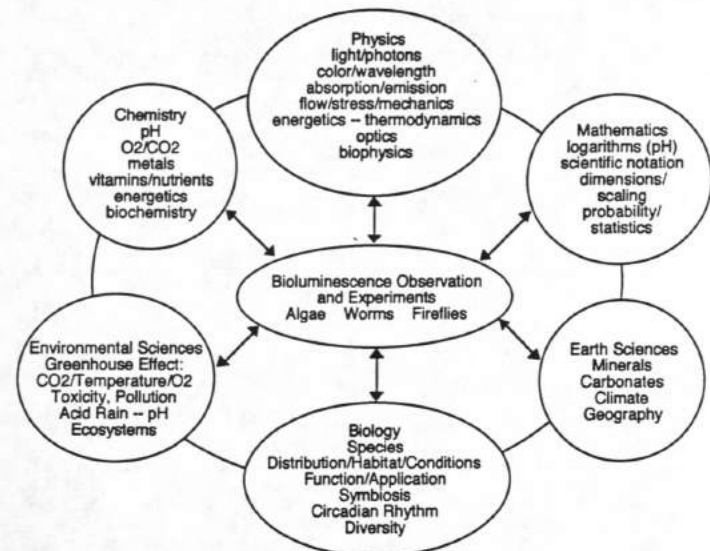 Physics
light/photons
color/wavelength
absorption/emission
flow/stress/mechanics
energetics -- thermodynamics
optics
biophysics
Chemistry
pH
O2/CO2
metals
vitamins/nutrients
energetics
biochemistry
Mathematics
logarithms (pH)
scientific notation
dimensions/
scaling
probability/
statistics
Bioluminescence Observation
and Experiments
Algae Worms Fireflies
Environmental Sciences
Greenhouse Effect:
CO2/Temperature/O2
Toxicity, Pollution
Acid Rain -- pH
Ecosystems
Earth Sciences
Minerals
Carbonates
Climate
Geography
Biology
Species
Distribution/Habitat/Conditions
Function/Application
Symbiosis
Circadian Rhythm
Diversity